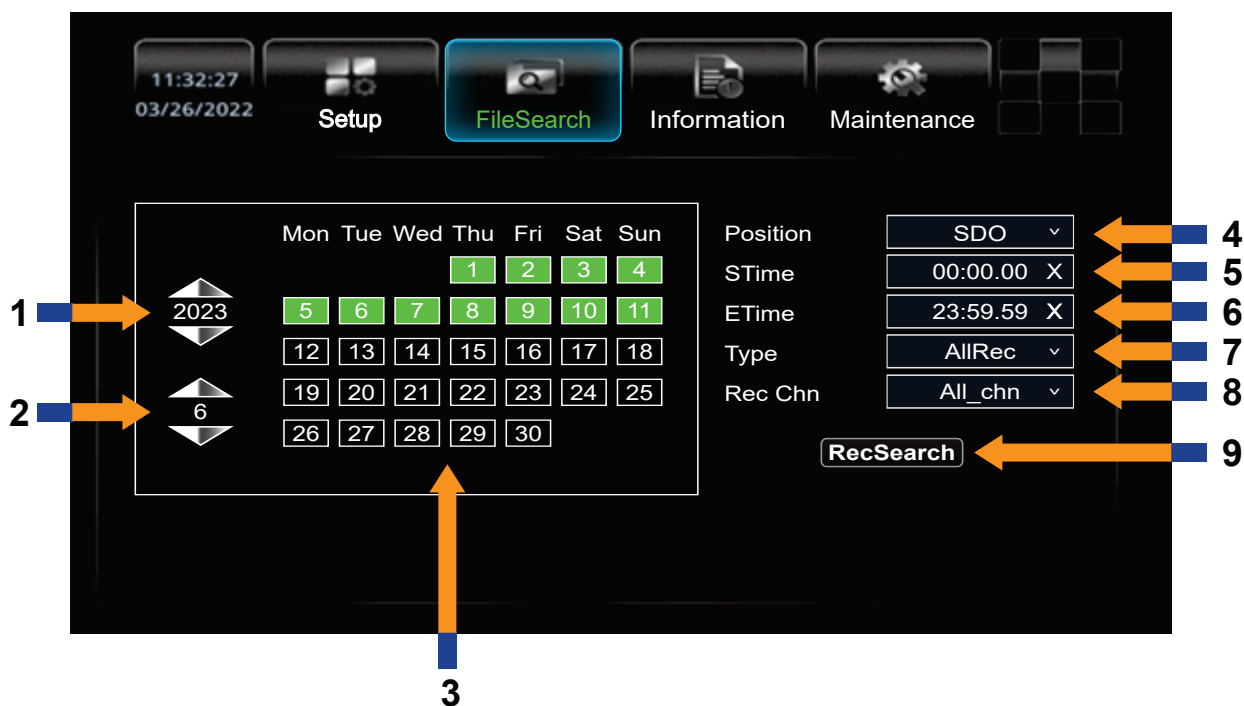 11:32:27
03/26/2022
Setup
FileSearch
Information
Maintenance
Mon Tue Wed Thu Fri Sat Sun
1 2 3 4
5 6 7 8 9 10 11
12 13 14 15 16 17 18
19 20 21 22 23 24 25
26 27 28 29 30
2023
6
Position SDO
STime 00:00.00 X
ETime 23:59.59 X
Type AllRec
Rec Chn All_chn
RecSearch
1
2
3
4
5
6
7
8
9